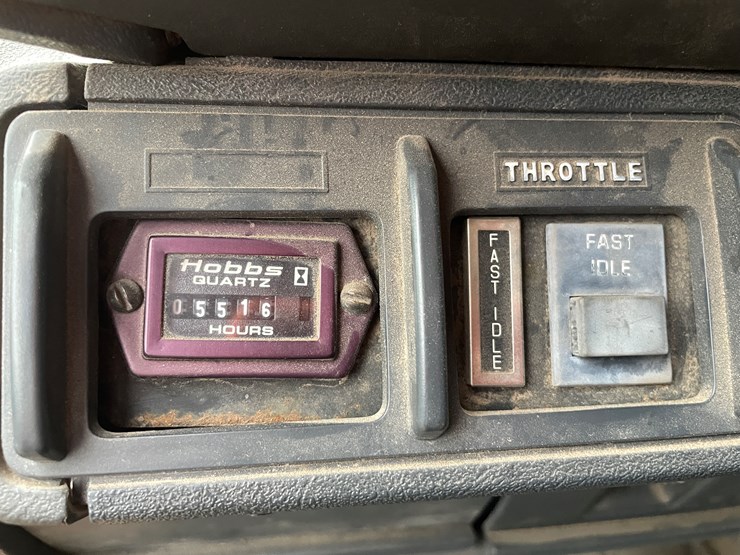 THROTTLE
Hobbs
QUARTZ
05516
HOURS
FAST IDLE
FAST
IDLE